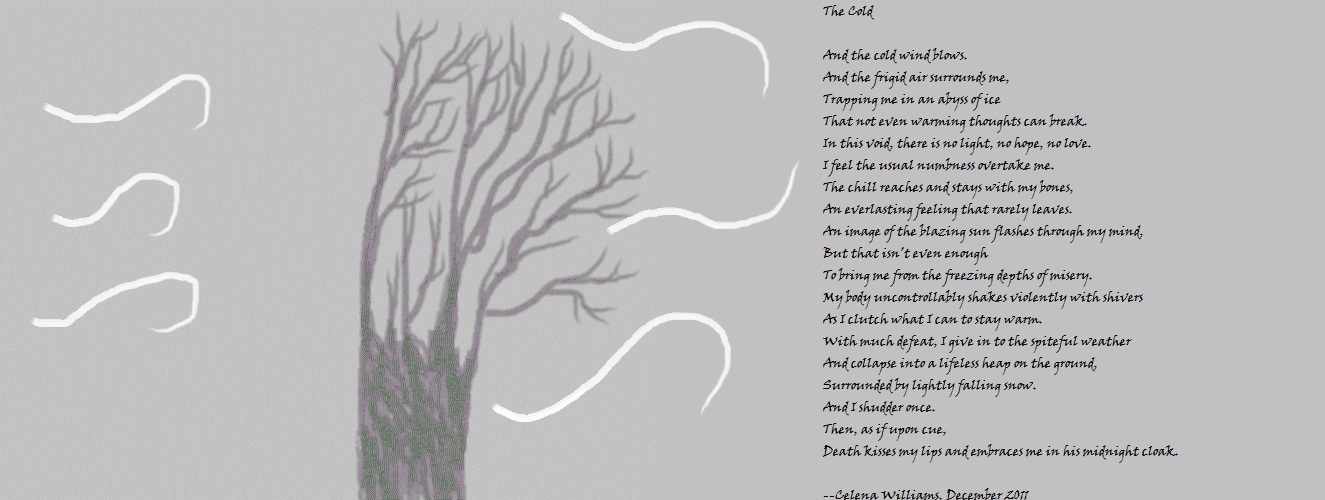 The Cold
And the cold wind blows.
And the frigid air surrounds me,
Trapping me in an abyss of ice
That not even warming thoughts can break.
In this void, there is no light, no hope, no love.
I feel the usual numbness overtake me.
The chill reaches and stays with my bones,
An everlasting feeling that rarely leaves.
An image of the blazing sun flashes through my mind,
But that isn't even enough
To bring me from the freezing depths of misery.
My body uncontrollably shakes violently with shivers
As I clutch what I can to stay warm.
With much defeat, I give in to the spiteful weather
And collapse into a lifeless heap on the ground,
Surrounded by lightly falling snow.
And I shudder once.
Then, as if upon cue,
Death kisses my lips and embraces me in his midnight cloak.
--Celena Williams, December 2011